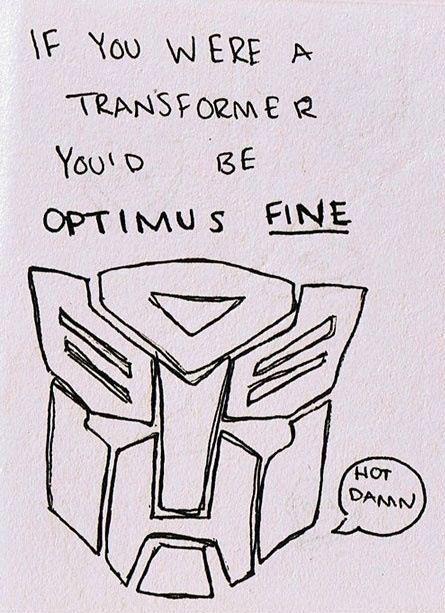 IF YOU WERE A
TRANSFORMER
YOU'D BE
OPTIMUS FINE
HOT
DAMN